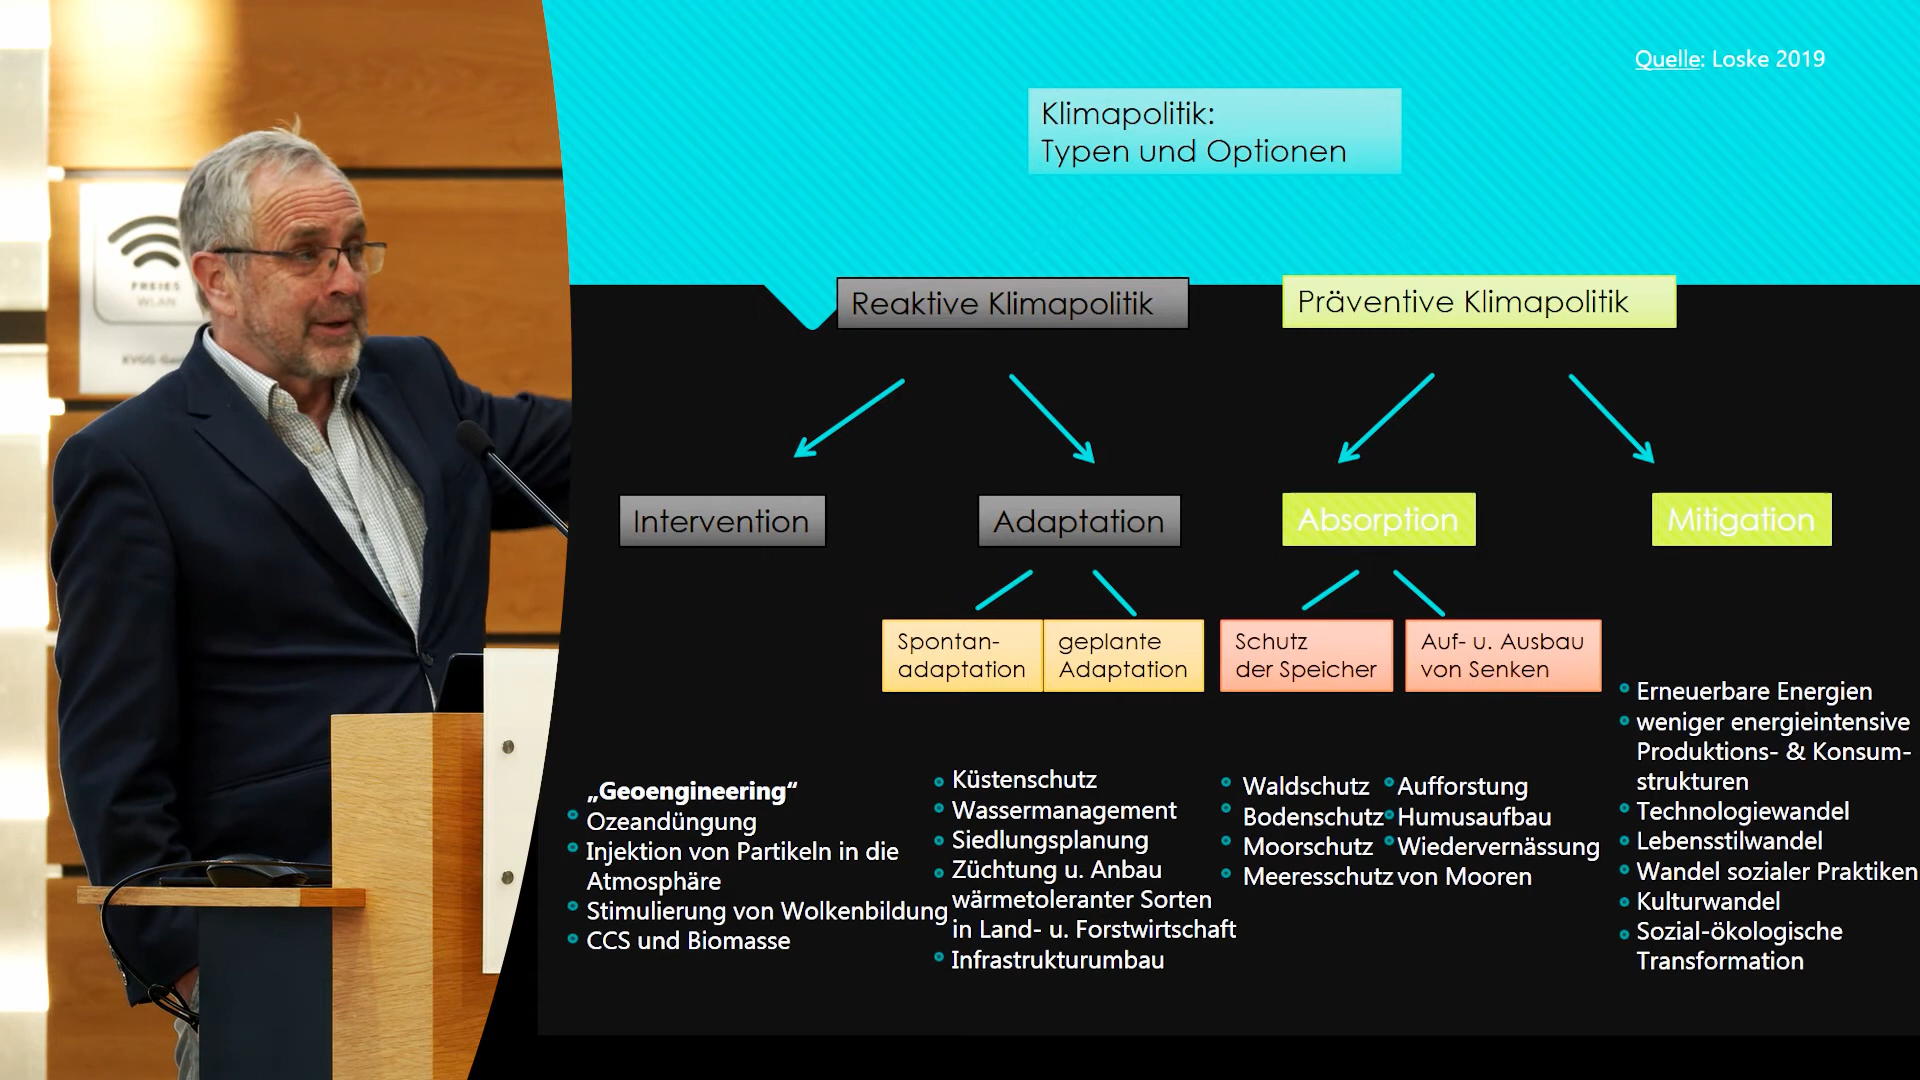 Quelle: Loske 2019
Klimapolitik:
Typen und Optionen
Reaktive Klimapolitik
Präventive Klimapolitik
Intervention
Adaptation
Absorption
Mitigation
Spontan-
adaptation
geplante
Adaptation
Schutz
der Speicher
Auf- u. Ausbau
von Senken
„Geoengineering“
Ozeandüngung
Injektion von Partikeln in die
Atmosphäre
Stimulierung von Wolkenbildung
CCS und Biomasse
Küstenschutz
Wassermanagement
Siedlungsplanung
Züchtung u. Anbau
wärmetoleranter Sorten
in Land- u. Forstwirtschaft
Infrastrukturumbau
Waldschutz
Bodenschutz
Moorschutz
Meeresschutz
Aufforstung
Humusaufbau
Wiedervernässung
von Mooren
Erneuerbare Energien
weniger energieintensive
Produktions- & Konsum-
strukturen
Technologiewandel
Lebensstilwandel
Wandel sozialer Praktiken
Kulturwandel
Sozial-ökologische
Transformation
FREIES
WLAN